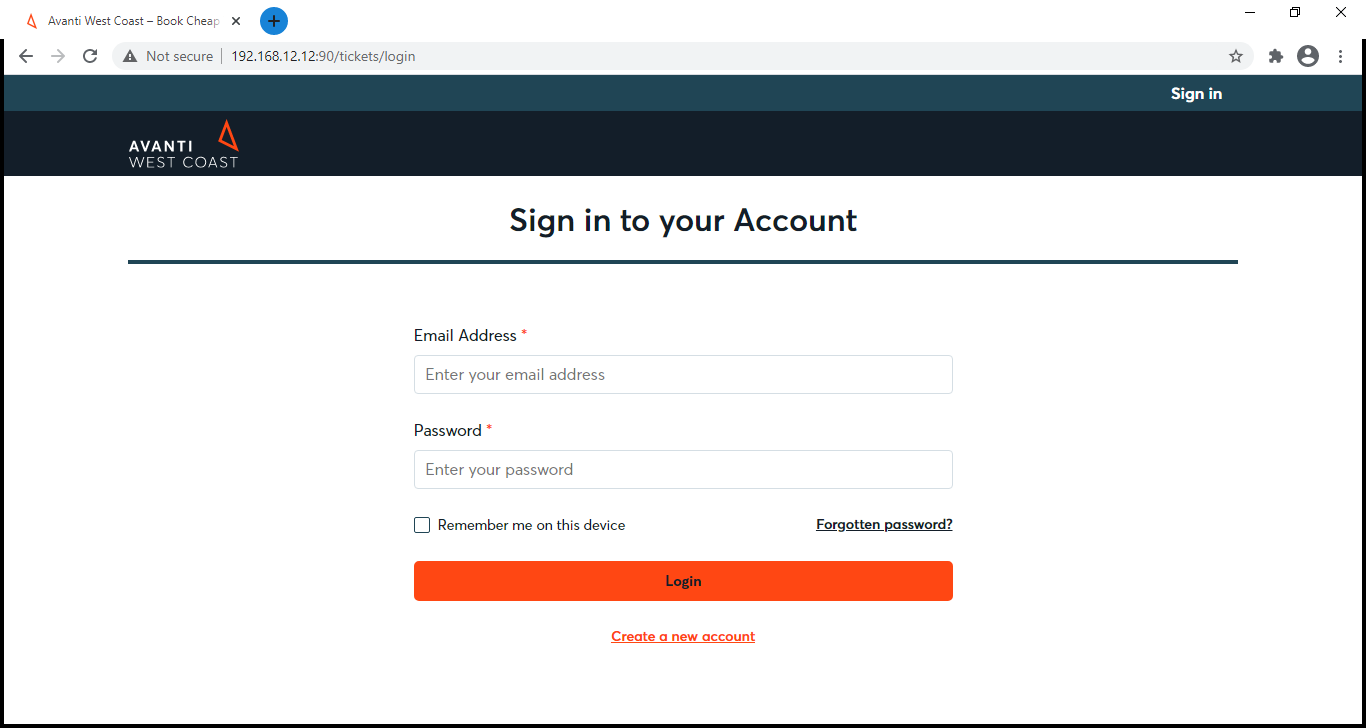 Avanti West Coast – Book Cheap
Not secure 192.168.12.12:90/tickets/login
Sign in
AVANTI
WEST COAST
Sign in to your Account
Email Address *
Enter your email address
Password *
Enter your password
Remember me on this device Forgotten password?
Login
Create a new account